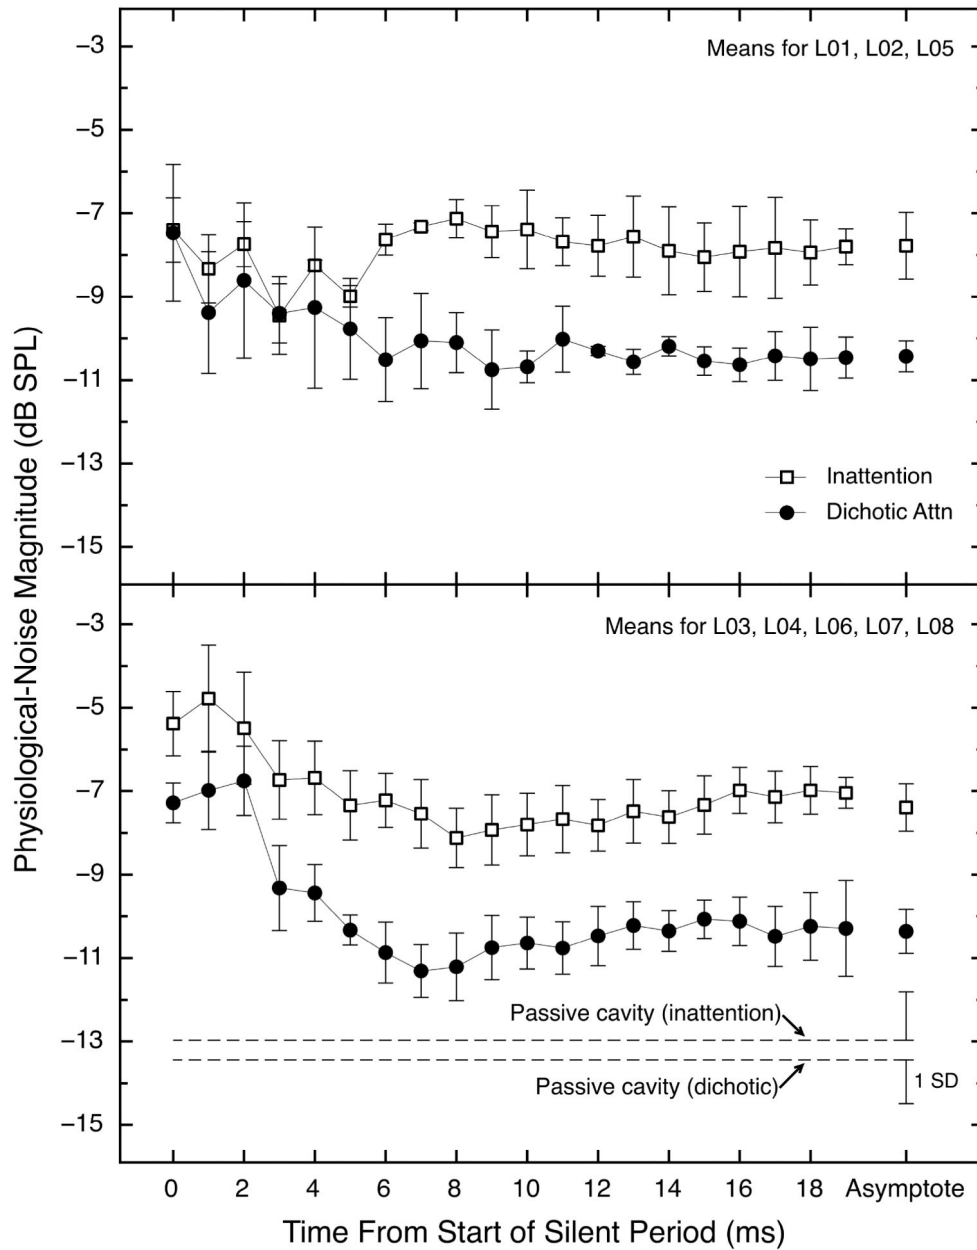 Physiological-Noise Magnitude (dB SPL)
Means for L01, L02, L05
−3
−5
−7
−9
−11
−13
−15
Inattention
Dichotic Attn
Means for L03, L04, L06, L07, L08
−3
−5
−7
−9
−11
−13
−15
Passive cavity (inattention)
Passive cavity (dichotic)
1 SD
0 2 4 6 8 10 12 14 16 18 Asymptote
Time From Start of Silent Period (ms)